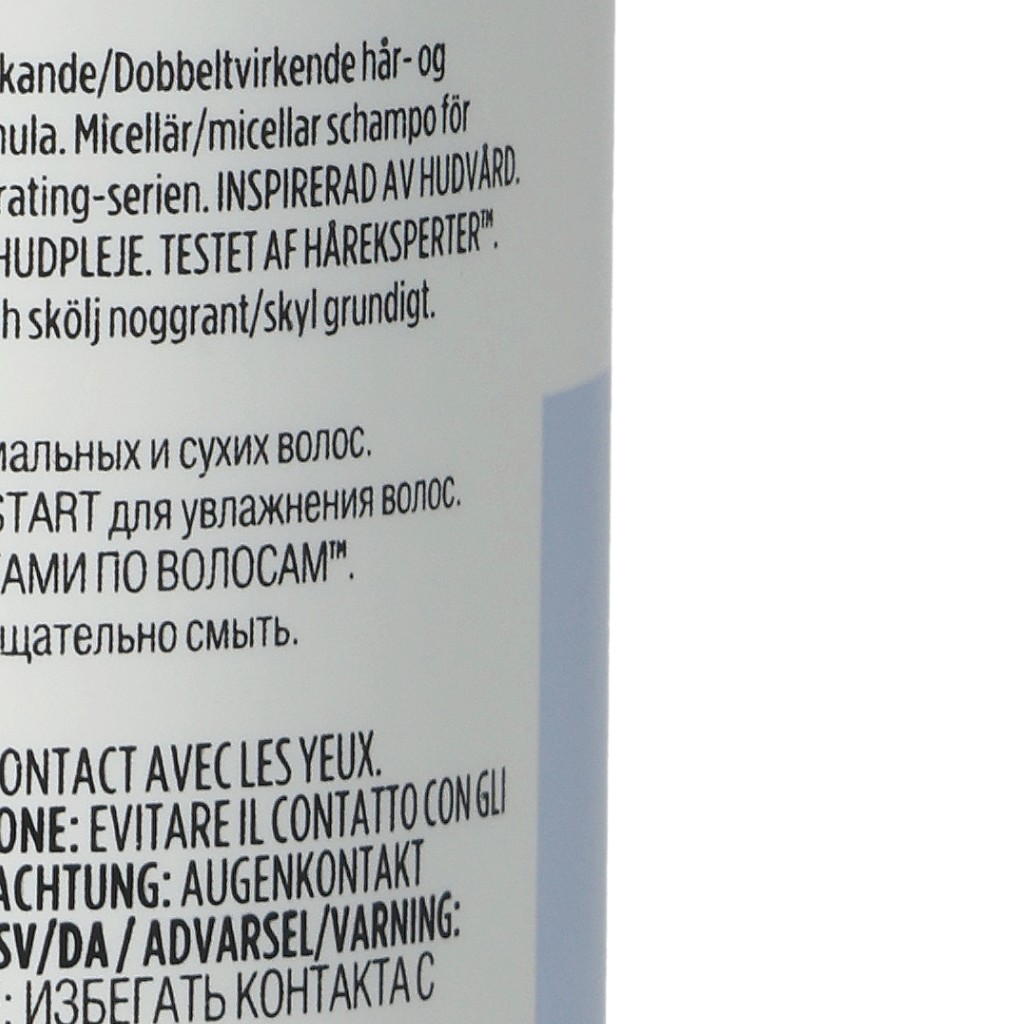 kande/Dobbeltvirkende hår- og
ula. Micellär/micellar schampo för
rating-serien. INSPIRERAD AV HUDVÅRD.
HUDPLEJE. TESTET AF HÅREKSPERTER™.
h skölj noggrant/skyl grundigt.
мальных и сухих волос.
START для увлажнения волос.
ТАМИ ПО ВОЛОСАМ™.
щательно смыть.
ONTACT AVEC LES YEUX.
ONE: EVITARE IL CONTATTO CON GLI
ACHTUNG: AUGENKONTAKT
SV/DA / ADVARSEL/VARNING:
: ИЗБЕГАТЬ КОНТАКТА С